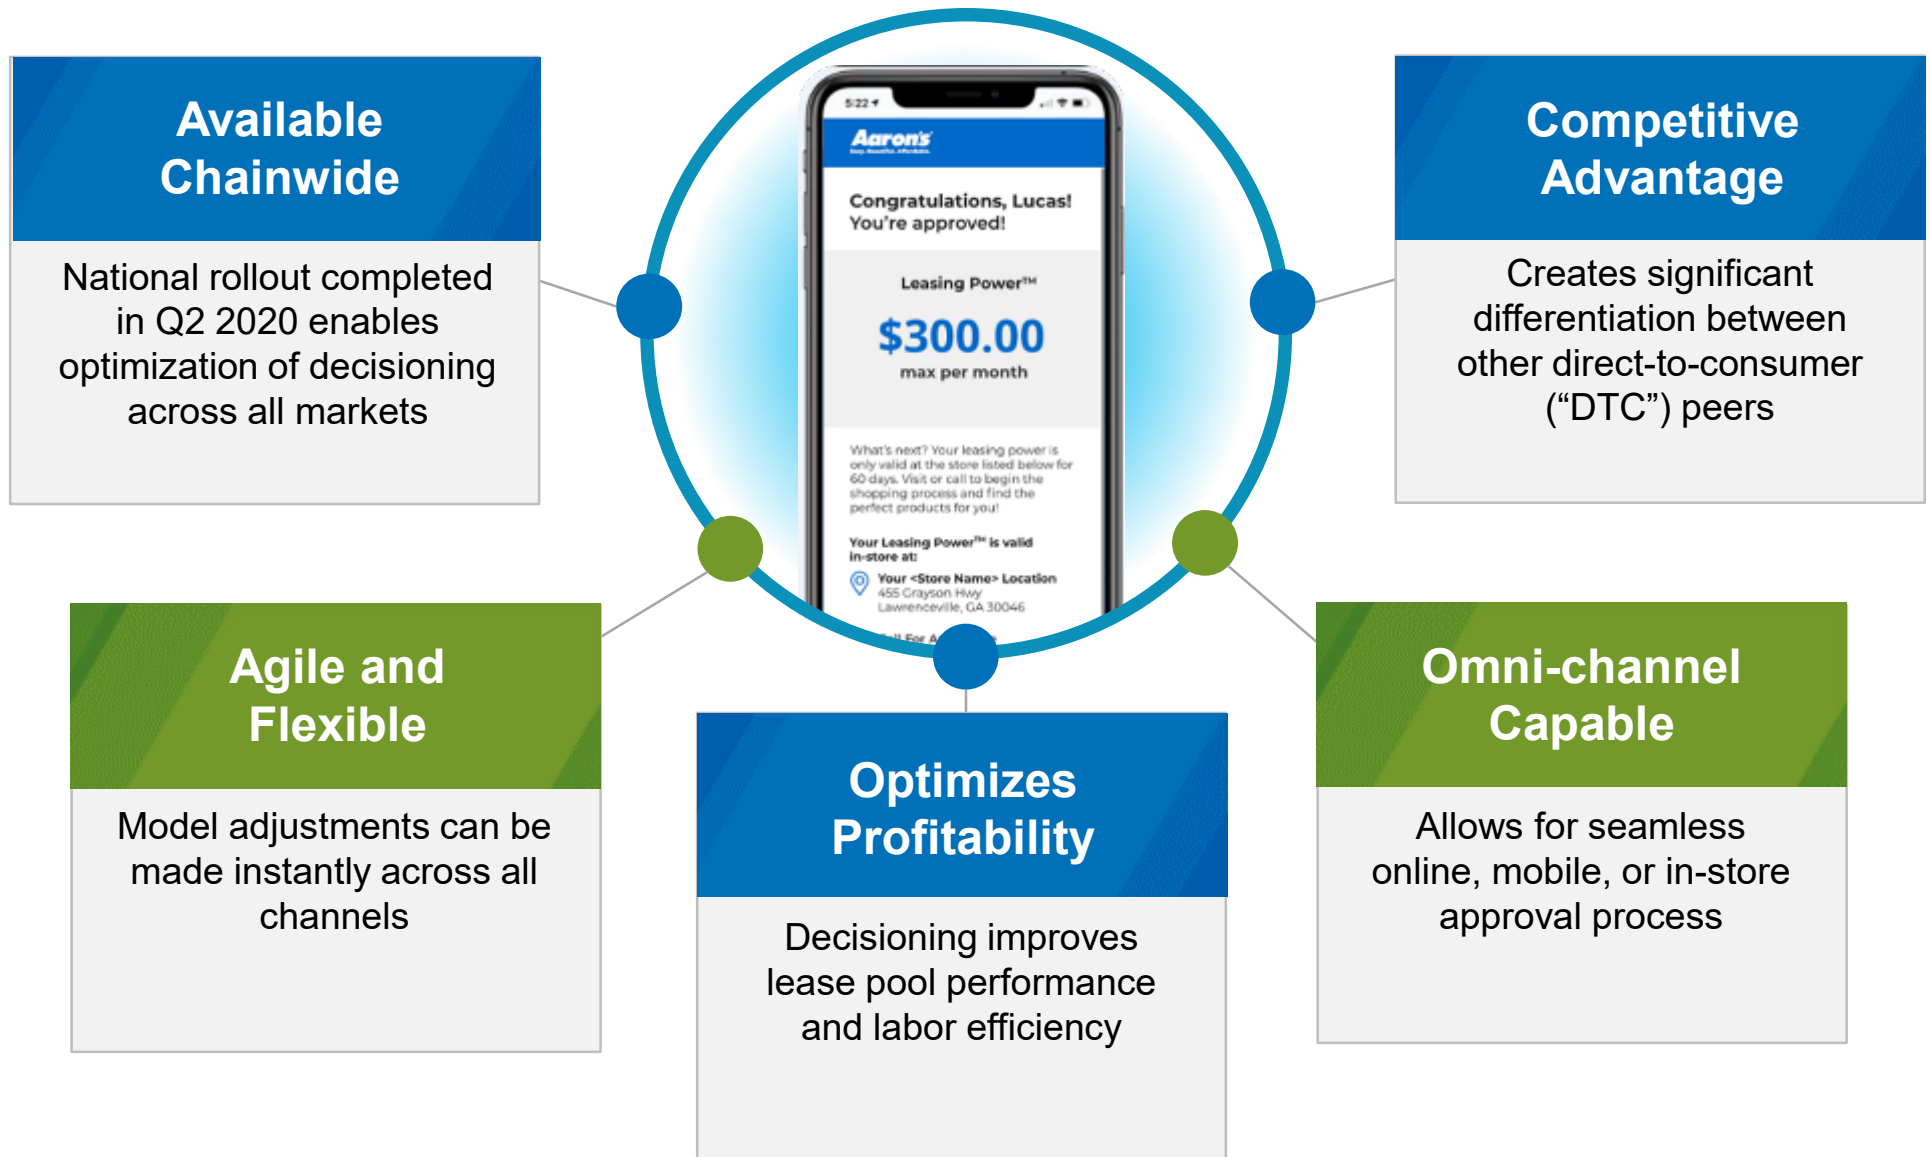 Available
Chainwide
National rollout completed
in Q2 2020 enables
optimization of decisioning
across all markets
5:22
Aaron's
Easy. Beautiful. Affordable.
Congratulations, Lucas!
You're approved!
Leasing Power™
$300.00
max per month
What's next? Your leasing power is
only valid at the store listed below for
60 days. Visit or call to begin the
shopping process and find the
perfect products for you!
Your Leasing Power™ is valid
in-store at:
Your <Store Name> Location
455 Grayson Hwy
Lawrenceville, GA 30046
For
Competitive
Advantage
Creates significant
differentiation between
other direct-to-consumer
(“DTC”) peers
Agile and
Flexible
Model adjustments can be
made instantly across all
channels
Optimizes
Profitability
Decisioning improves
lease pool performance
and labor efficiency
Omni-channel
Capable
Allows for seamless
online, mobile, or in-store
approval process